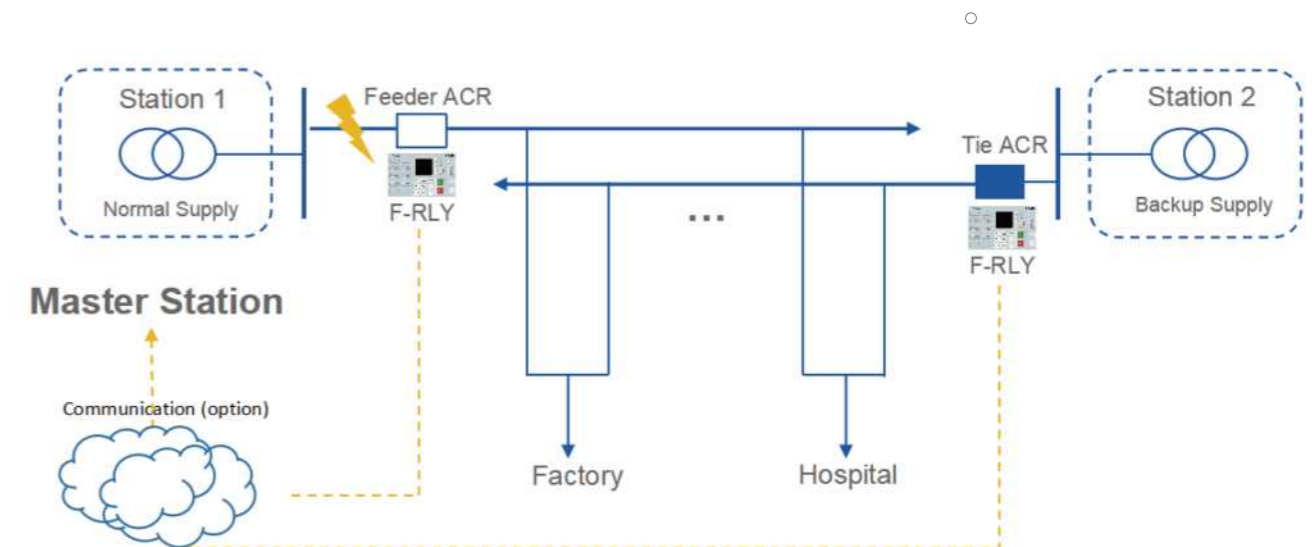 Station 1
Normal Supply
Feeder ACR
F-RLY
Station 2
Backup Supply
Tie ACR
F-RLY
...
Master Station
Communication (option)
Factory
Hospital